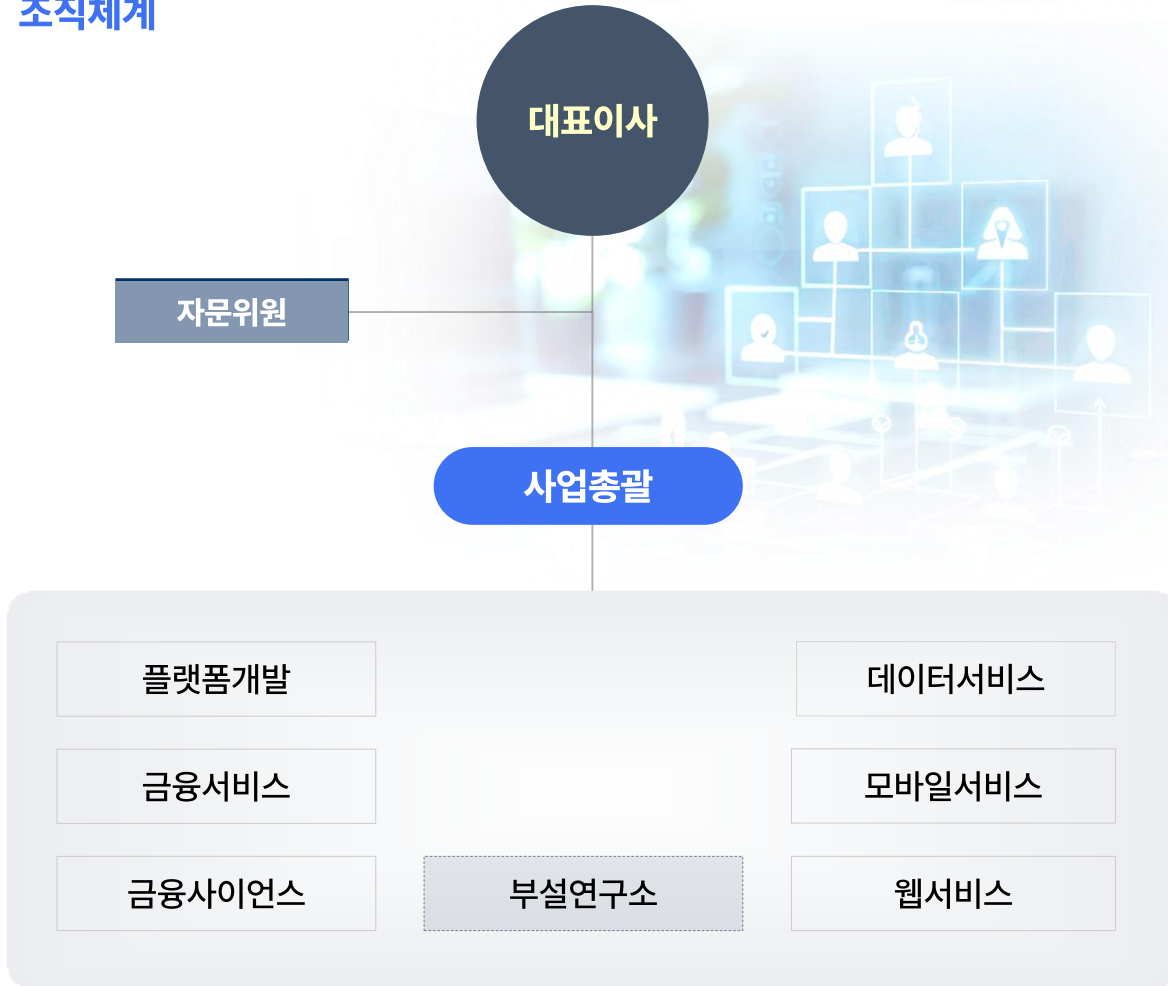 조직체계
대표이사
자문위원
사업총괄
플랫폼개발
데이터서비스
금융서비스
모바일서비스
금융사이언스
부설연구소
웹서비스